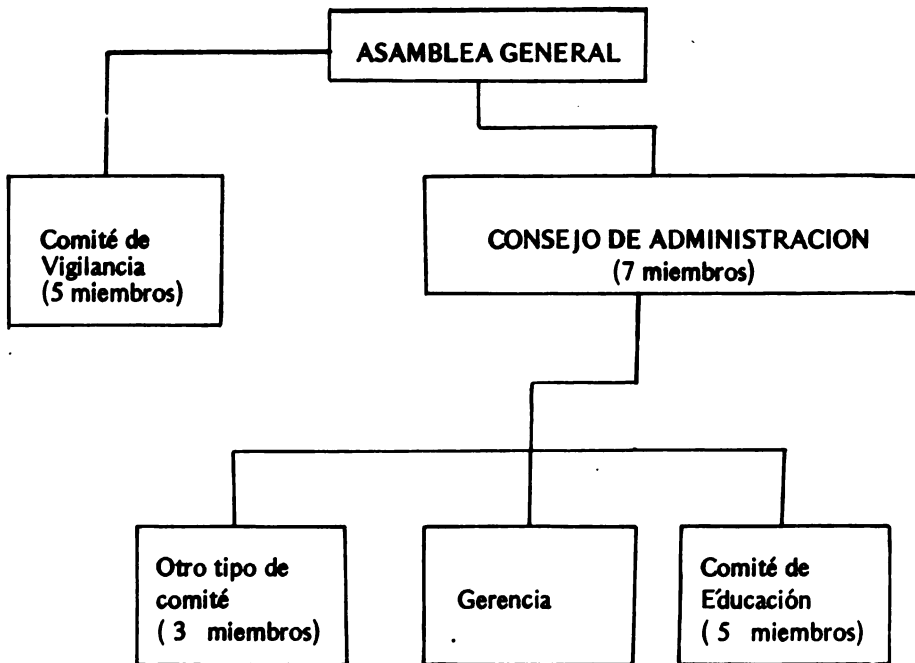 ASAMBLEA GENERAL
Comité de
Vigilancia
(5 miembros)
CONSEJO DE ADMINISTRACION
(7 miembros)
Otro tipo de
comité
( 3 miembros)
Gerencia
Comité de
Educación
( 5 miembros)